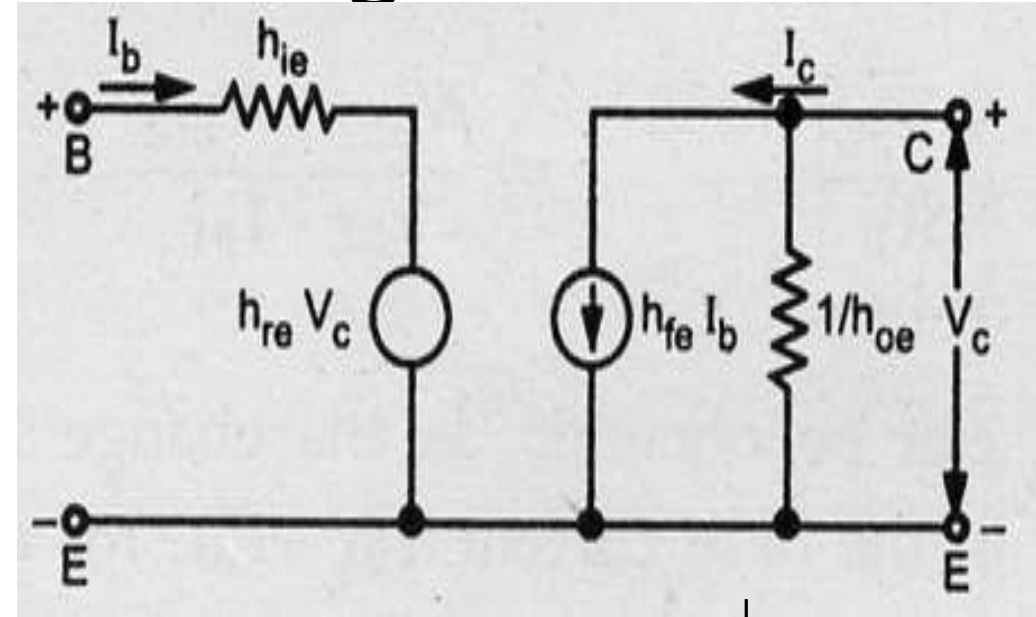 I_b h_ie I_c
+ B C +
h_re V_c h_fe I_b 1/h_oe V_c
− E E −